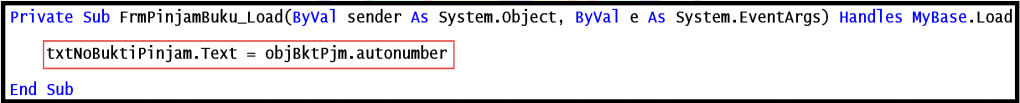 Private Sub FrmPinjamBuku_Load(ByVal sender As System.Object, ByVal e As System.EventArgs) Handles MyBase.Load
txtNoBuktiPinjam.Text = objBktPjm.autonumber
End Sub